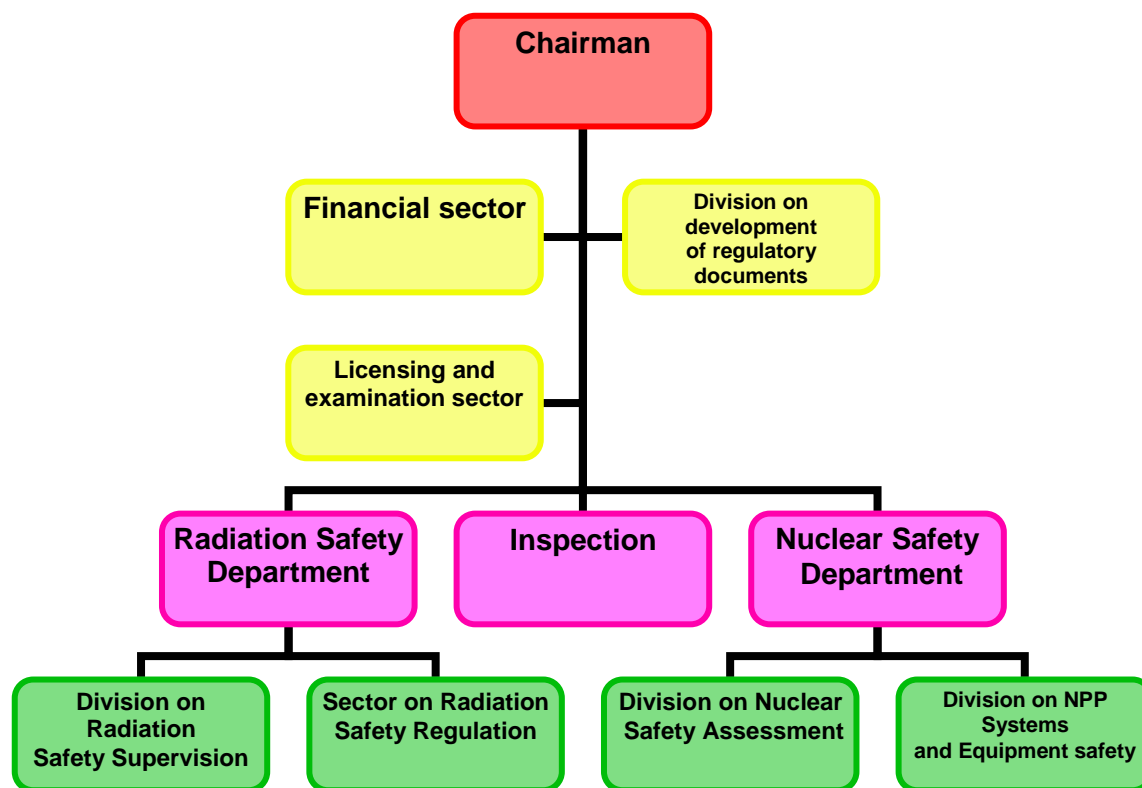 Chairman
Financial sector
Division on
development
of regulatory
documents
Licensing and
examination sector
Radiation Safety
Department
Inspection
Nuclear Safety
Department
Division on
Radiation
Safety Supervision
Sector on Radiation
Safety Regulation
Division on Nuclear
Safety Assessment
Division on NPP
Systems
and Equipment safety